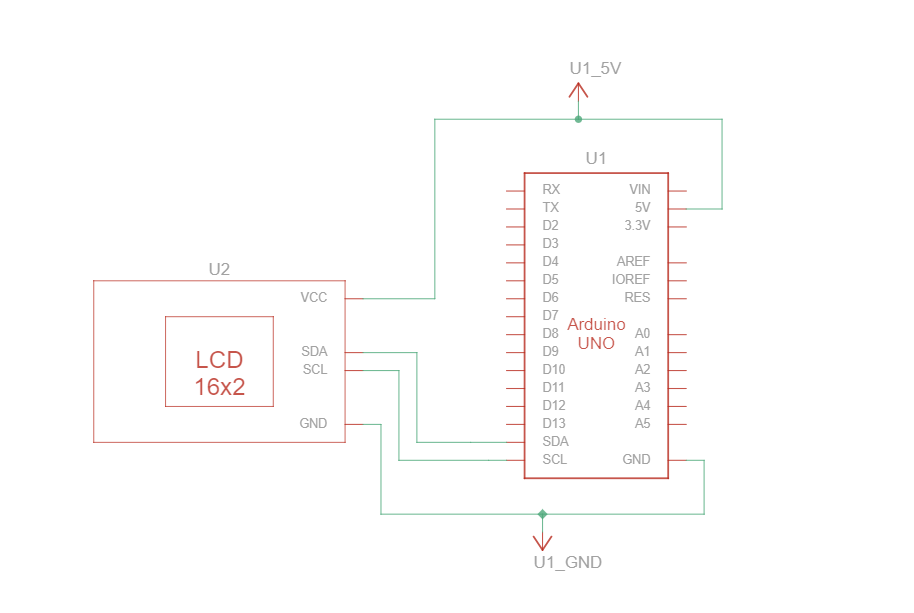 U1_5V
U1
RX
VIN
TX
5V
D2
3.3V
D3
D4
AREF
D5
IOREF
D6
RES
D7
D8
A0
D9
A1
D10
A2
D11
A3
D12
A4
D13
A5
SDA
SCL
GND
Arduino
UNO
U2
VCC
SDA
SCL
GND
LCD
16x2
U1_GND